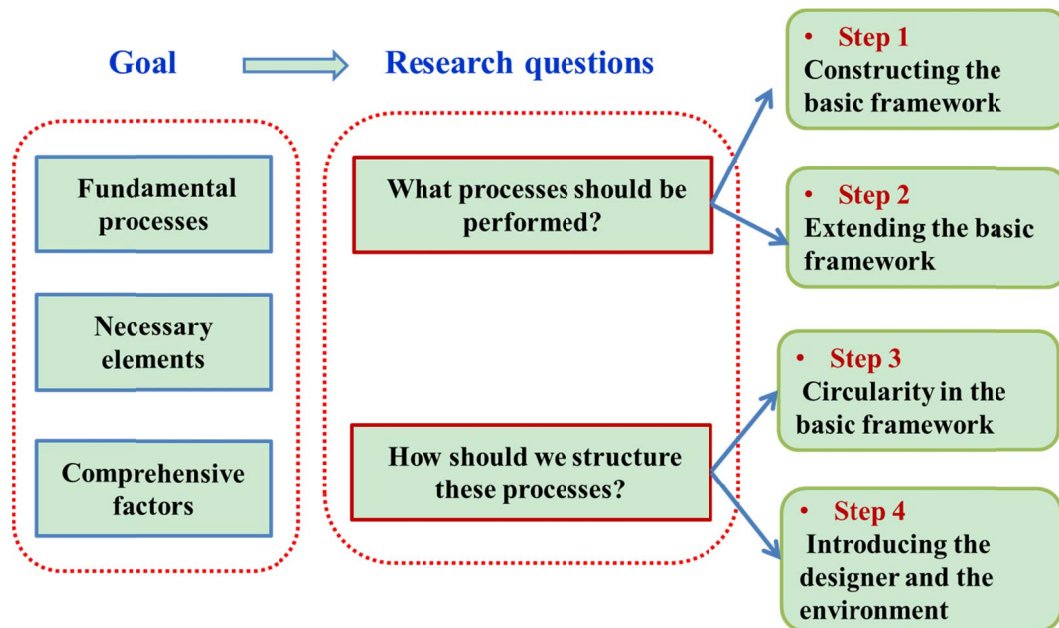 Goal
Research questions
Fundamental
processes
Necessary
elements
Comprehensive
factors
What processes should be
performed?
How should we structure
these processes?
• Step 1
Constructing the
basic framework
• Step 2
Extending the basic
framework
• Step 3
Circularity in the
basic framework
• Step 4
Introducing the
designer and the
environment